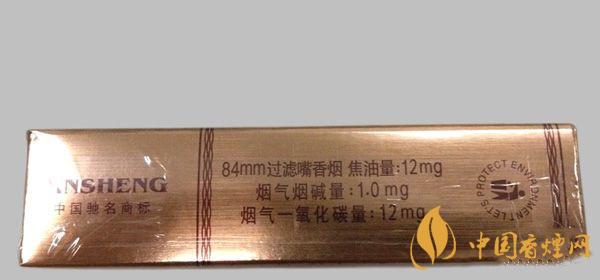 JINSHENG
中国驰名商标
84mm过滤嘴香烟 焦油量:12mg
烟气烟碱量:1.0mg
烟气一氧化碳量:12mg
LET'S PROTECT ENVIRONMENT
中国香煙网